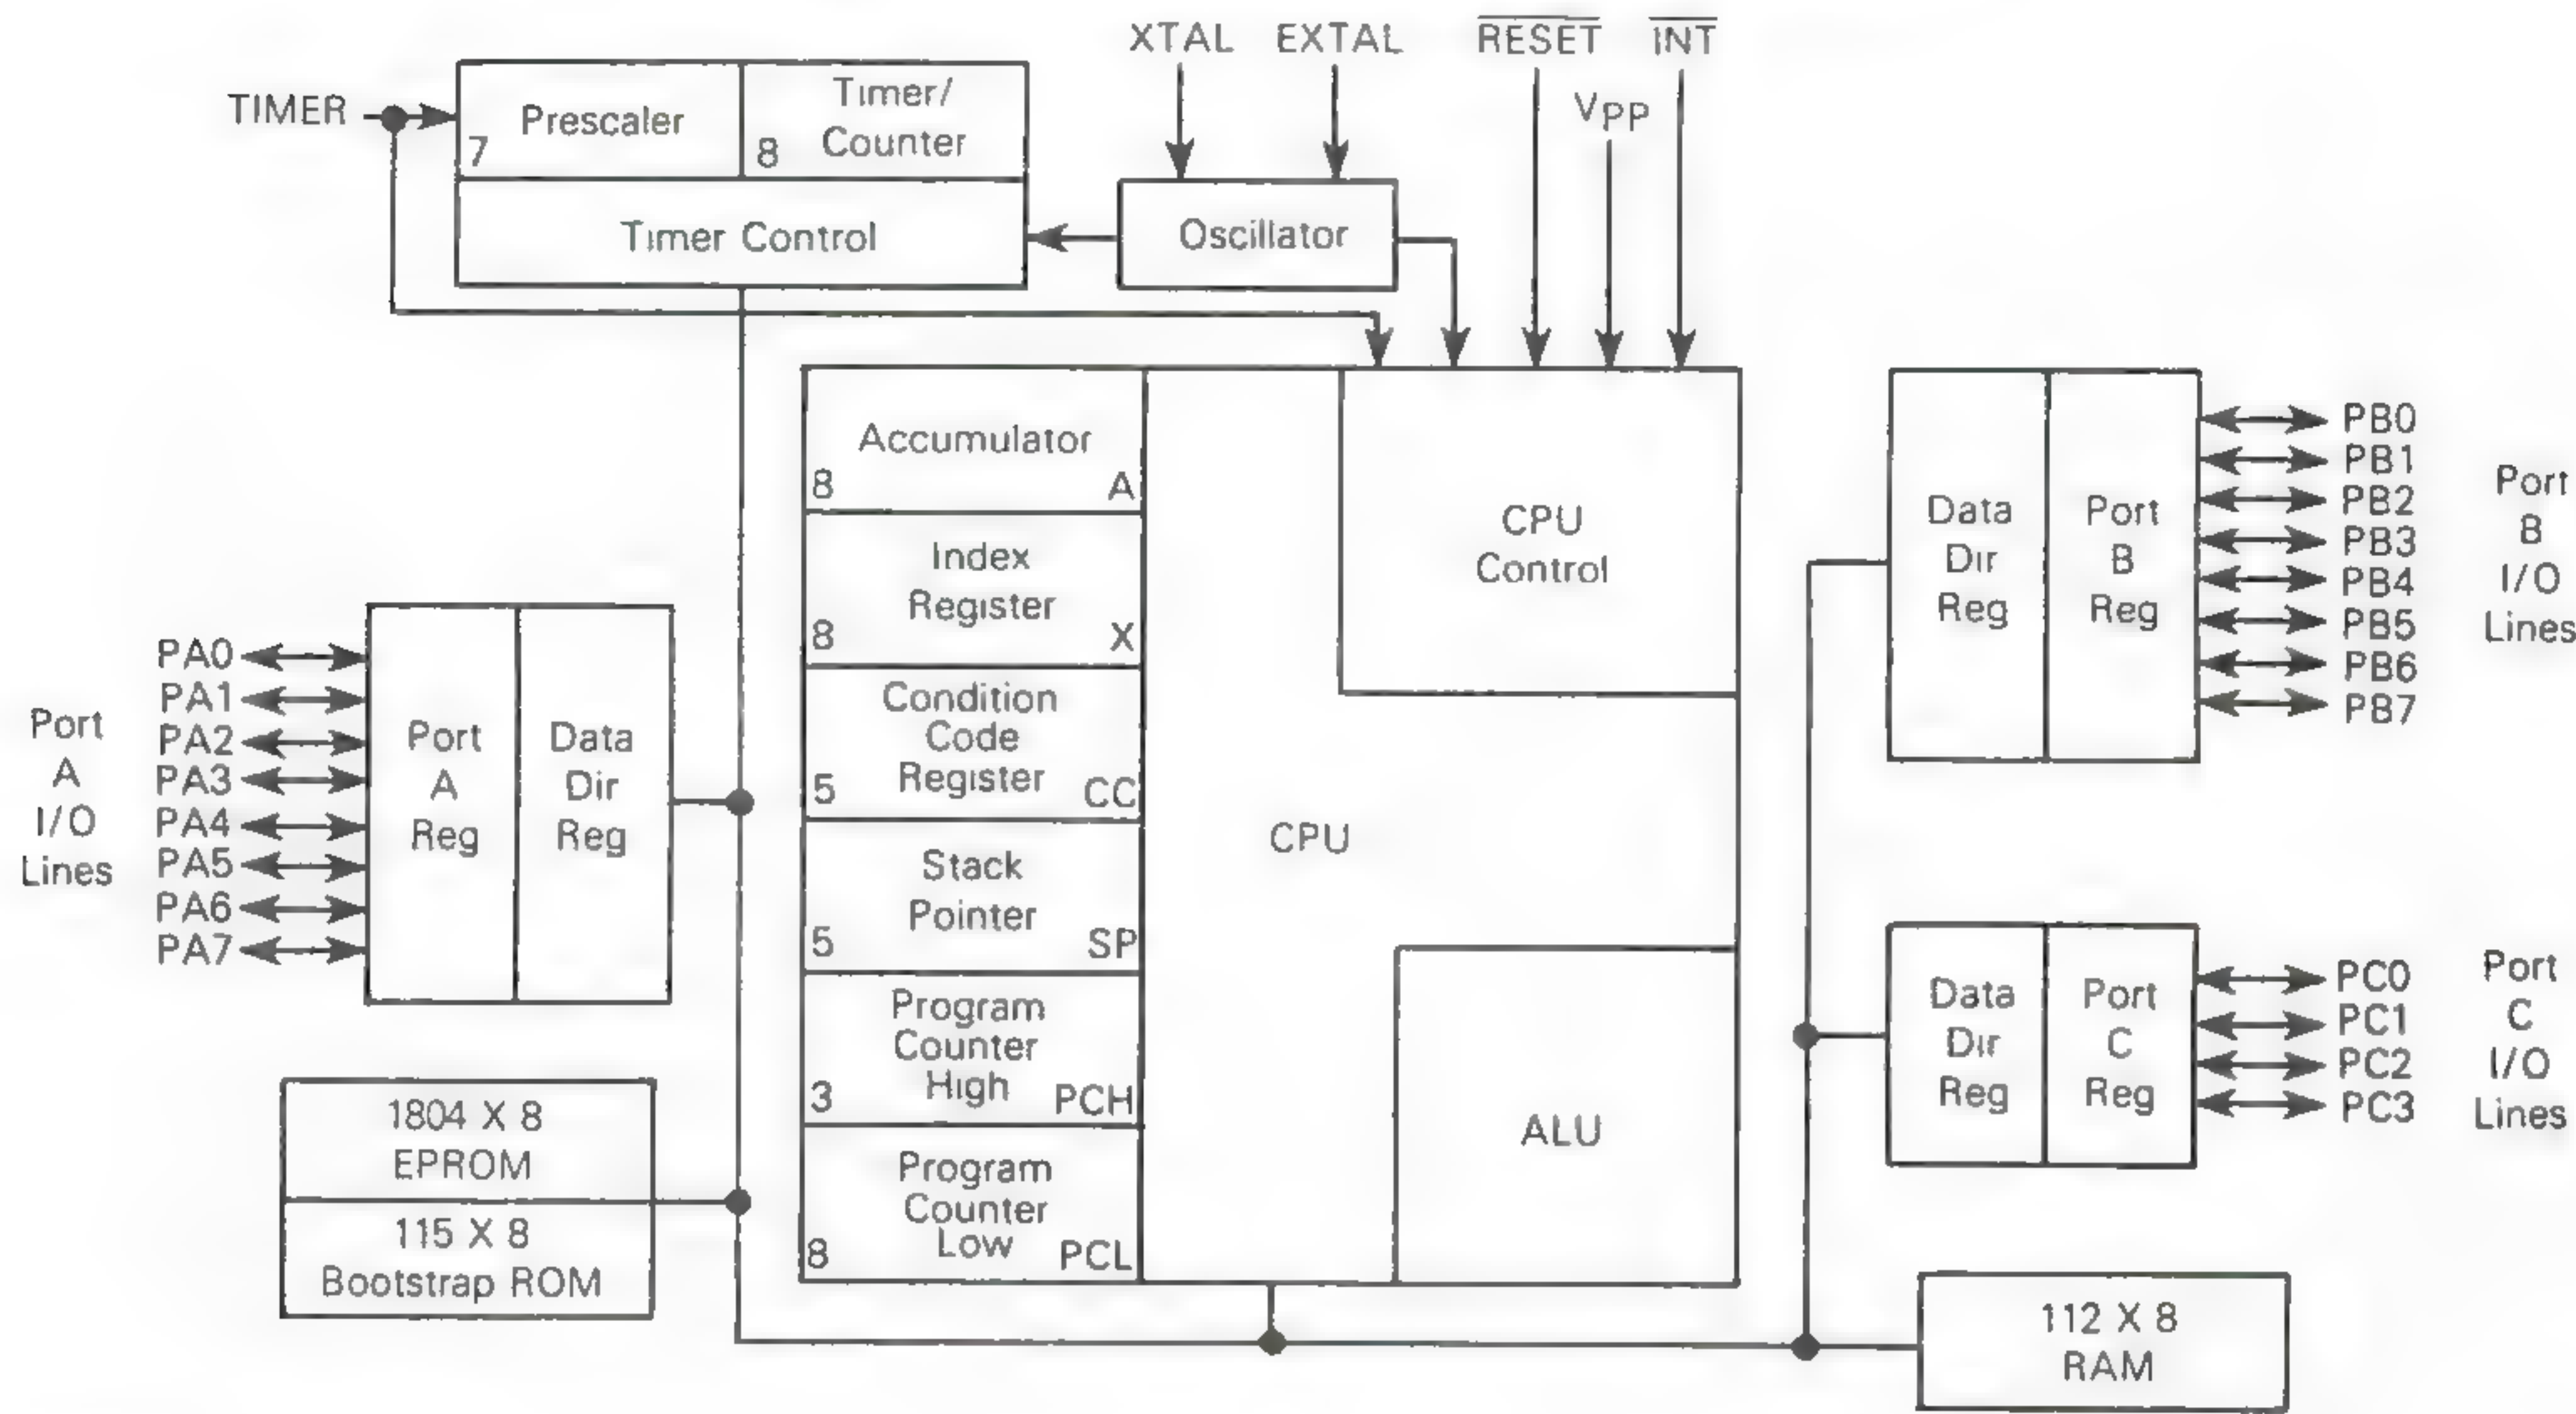 XTAL EXTAL RESET INT
VPP
TIMER
Prescaler
7
Timer/
Counter
8
Timer Control
Oscillator
Accumulator
8 A
Index
Register
8 X
Condition
Code
Register
5 CC
Stack
Pointer
5 SP
Program
Counter
High
3 PCH
Program
Counter
Low
8 PCL
CPU
Control
CPU
ALU
Port
A
I/O
Lines
PA0
PA1
PA2
PA3
PA4
PA5
PA6
PA7
Port
A
Reg
Data
Dir
Reg
1804 X 8
EPROM
115 X 8
Bootstrap ROM
Data
Dir
Reg
Port
B
Reg
PB0
PB1
PB2
PB3
PB4
PB5
PB6
PB7
Port
B
I/O
Lines
Data
Dir
Reg
Port
C
Reg
PC0
PC1
PC2
PC3
Port
C
I/O
Lines
112 X 8
RAM